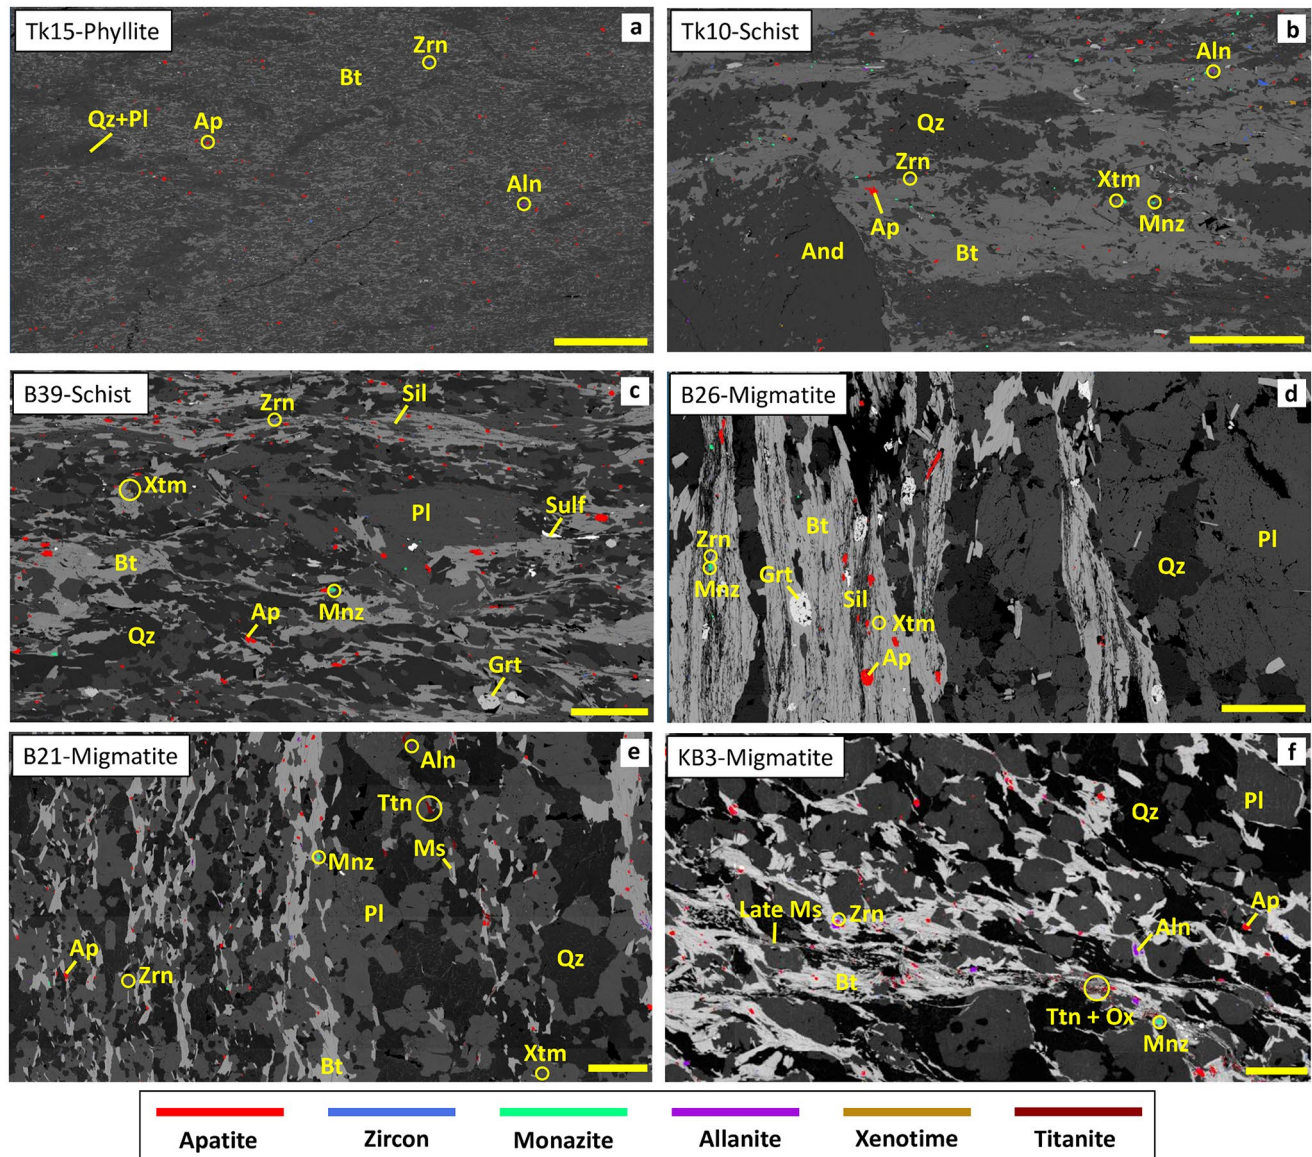 Tk15-Phyllite
a
Zrn
Bt
Qz+Pl
Ap
Aln
Tk10-Schist
b
Aln
Qz
Zrn
Xtm
Ap
Mnz
And
Bt
B39-Schist
c
Zrn
Sil
Xtm
Pl
Sulf
Bt
Ap
Mnz
Qz
Grt
B26-Migmatite
d
Bt
Zrn
Mnz
Grt
Sil
Xtm
Ap
Qz
Pl
B21-Migmatite
e
Aln
Ttn
Ms
Mnz
Pl
Ap
Zrn
Qz
Bt
Xtm
KB3-Migmatite
f
Qz
Pl
Late Ms
Zrn
Ap
Aln
Bt
Ttn + Ox
Mnz
Apatite Zircon Monazite Allanite Xenotime Titanite